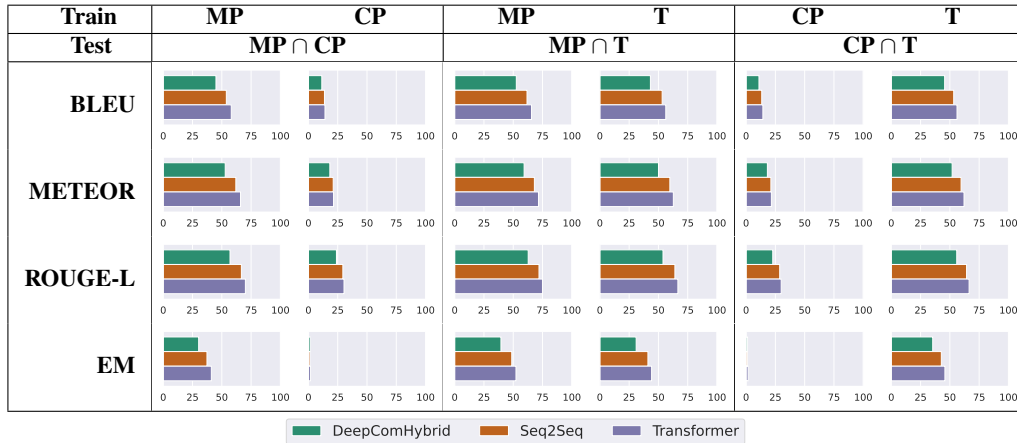 Train MP CP MP T CP T
Test MP ∩ CP MP ∩ T CP ∩ T
BLEU
0 25 50 75 100 0 25 50 75 100 0 25 50 75 100 0 25 50 75 100 0 25 50 75 100 0 25 50 75 100
METEOR
0 25 50 75 100 0 25 50 75 100 0 25 50 75 100 0 25 50 75 100 0 25 50 75 100 0 25 50 75 100
ROUGE-L
0 25 50 75 100 0 25 50 75 100 0 25 50 75 100 0 25 50 75 100 0 25 50 75 100 0 25 50 75 100
EM
0 25 50 75 100 0 25 50 75 100 0 25 50 75 100 0 25 50 75 100 0 25 50 75 100 0 25 50 75 100
DeepComHybrid Seq2Seq Transformer